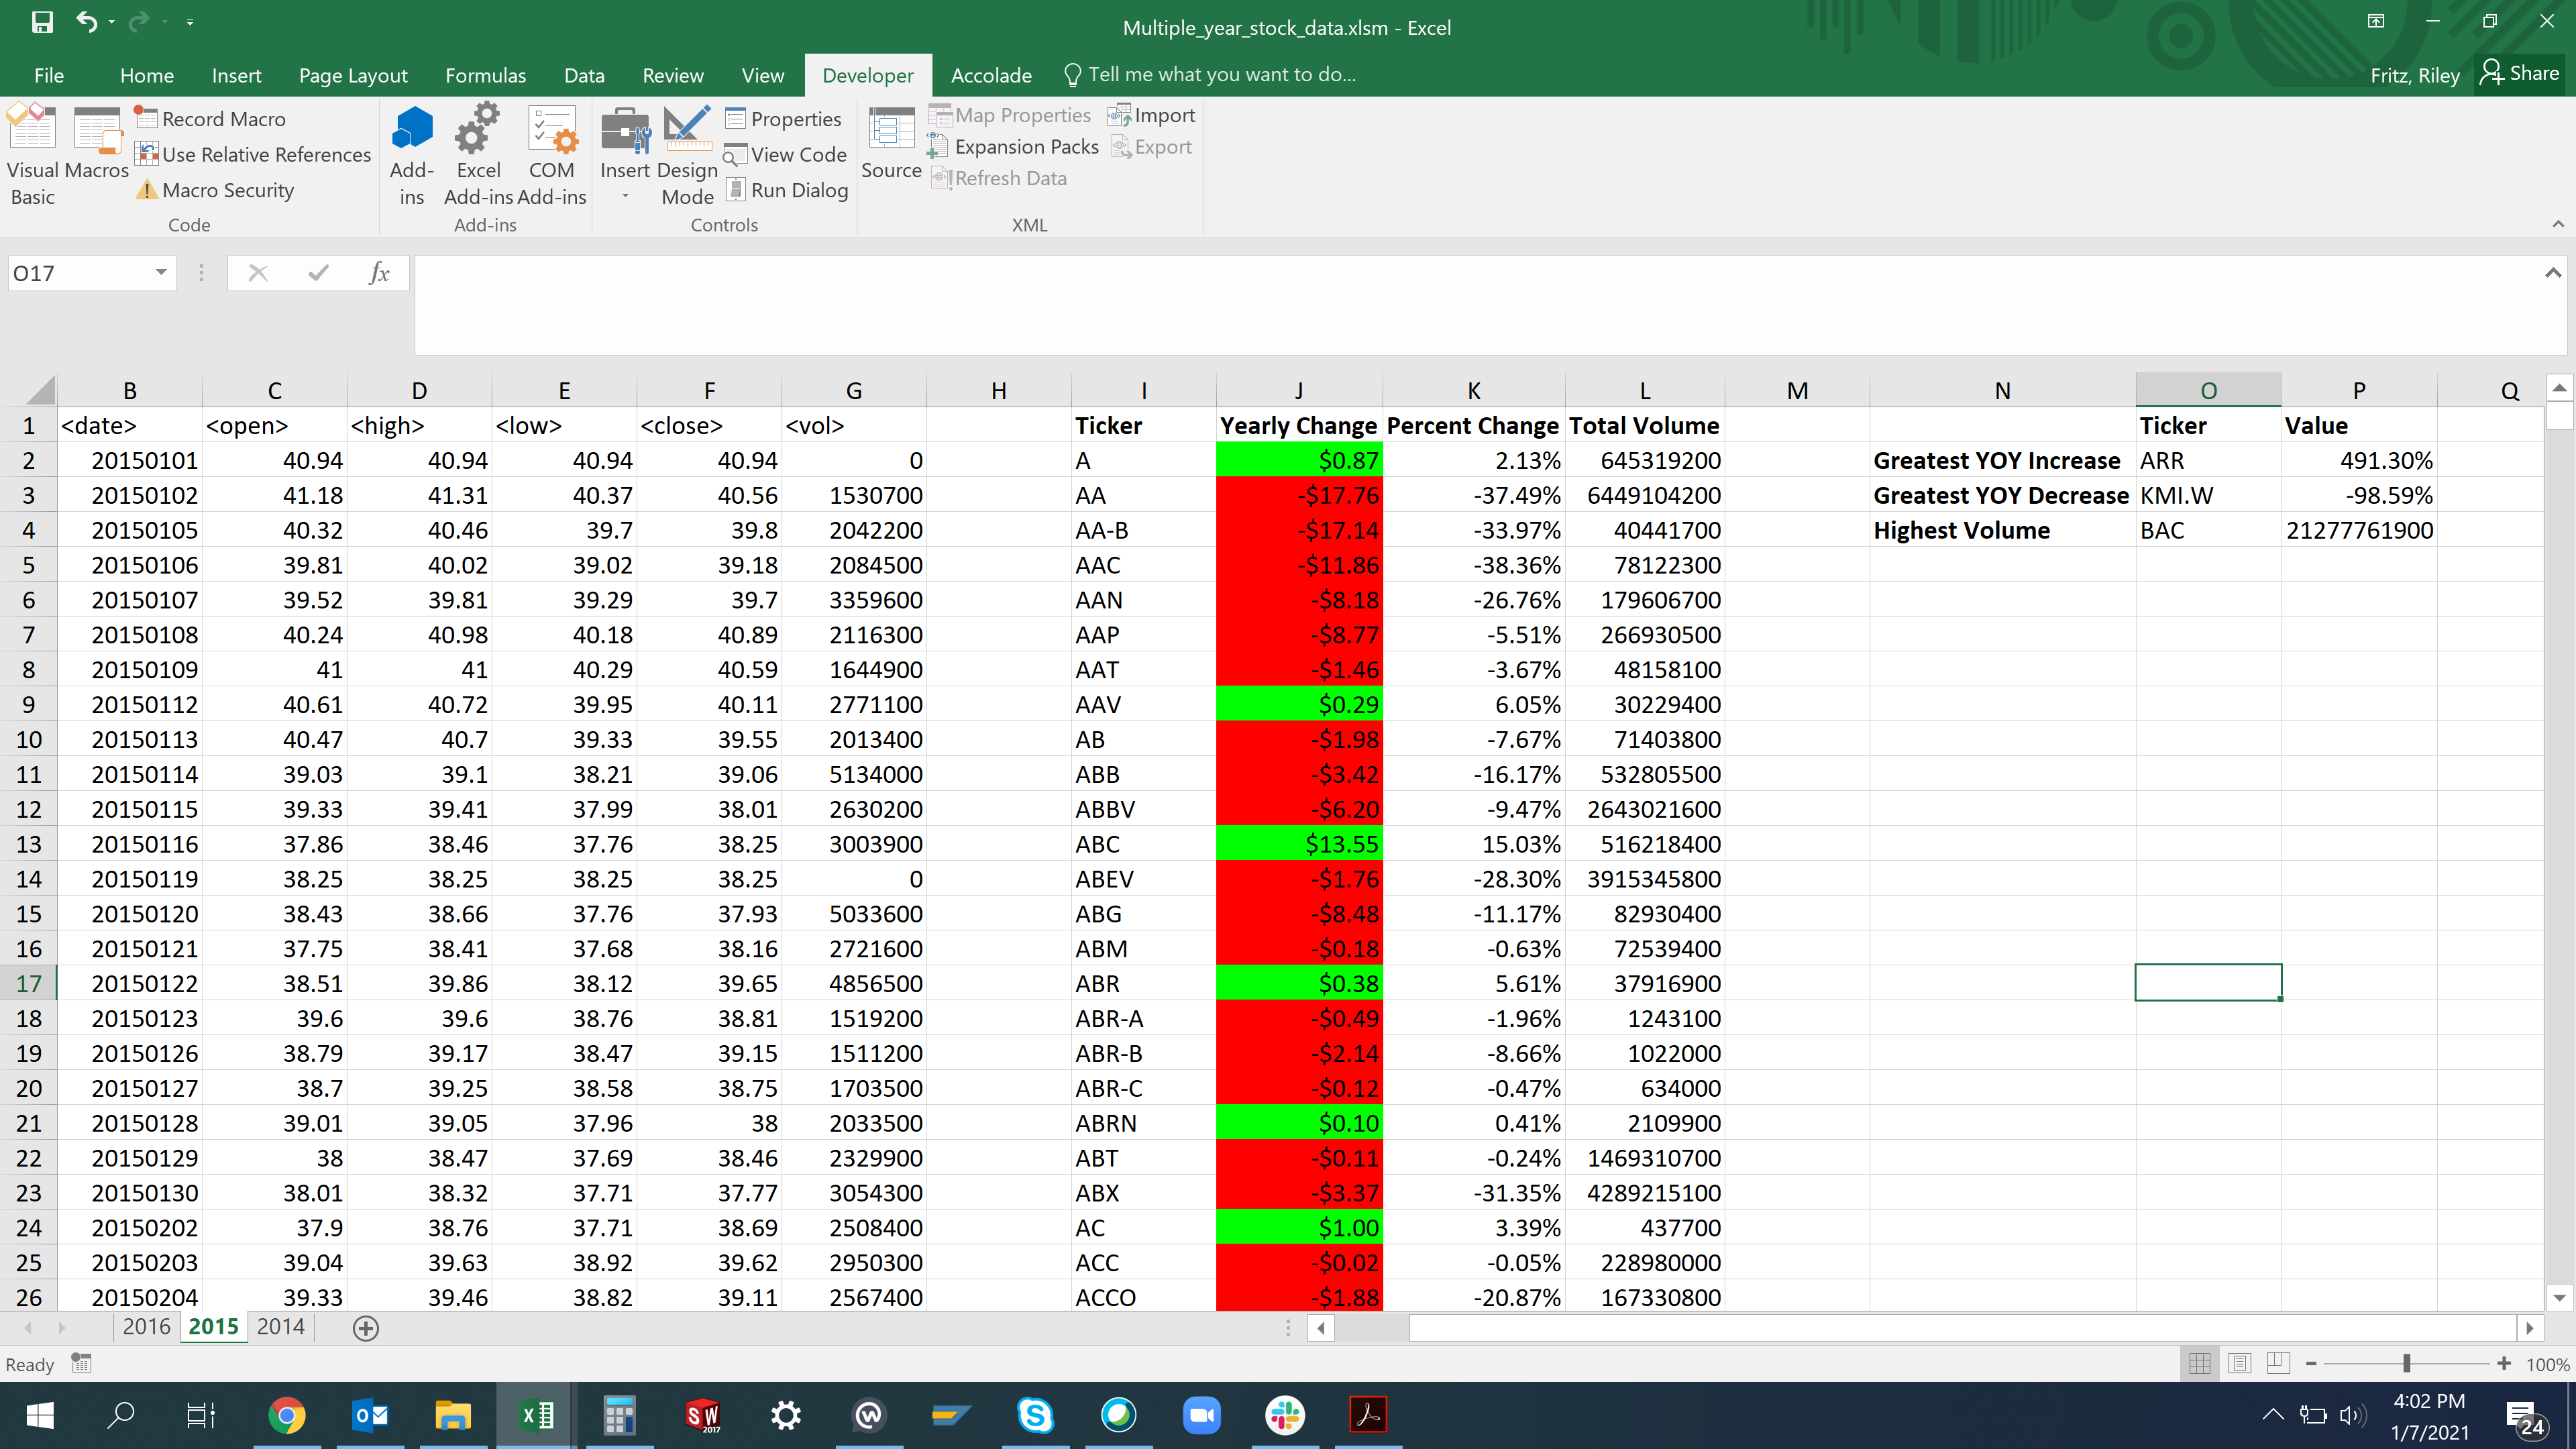 Multiple_year_stock_data.xlsm - Excel
File Home Insert Page Layout Formulas Data Review View Developer Accolade Tell me what you want to do... Fritz, Riley Share
Visual Basic
Macros
Record Macro
Use Relative References
Macro Security
Code
Add-ins
Excel Add-ins
COM Add-ins
Add-ins
Insert
Design Mode
Properties
View Code
Run Dialog
Controls
Source
Map Properties
Expansion Packs
Refresh Data
Import
Export
XML
O17 fx
B C D E F G H I J K L M N O P Q
1 <date> <open> <high> <low> <close> <vol> Ticker Yearly Change Percent Change Total Volume Ticker Value
2 20150101 40.94 40.94 40.94 40.94 0 A $0.87 2.13% 645319200 Greatest YOY Increase ARR 491.30%
3 20150102 41.18 41.31 40.37 40.56 1530700 AA -$17.76 -37.49% 6449104200 Greatest YOY Decrease KMI.W -98.59%
4 20150105 40.32 40.46 39.7 39.8 2042200 AA-B -$17.14 -33.97% 40441700 Highest Volume BAC 21277761900
5 20150106 39.81 40.02 39.02 39.18 2084500 AAC -$11.86 -38.36% 78122300
6 20150107 39.52 39.81 39.29 39.7 3359600 AAN -$8.18 -26.76% 179606700
7 20150108 40.24 40.98 40.18 40.89 2116300 AAP -$8.77 -5.51% 266930500
8 20150109 41 41 40.29 40.59 1644900 AAT -$1.46 -3.67% 48158100
9 20150112 40.61 40.72 39.95 40.11 2771100 AAV $0.29 6.05% 30229400
10 20150113 40.47 40.7 39.33 39.55 2013400 AB -$1.98 -7.67% 71403800
11 20150114 39.03 39.1 38.21 39.06 5134000 ABB -$3.42 -16.17% 532805500
12 20150115 39.33 39.41 37.99 38.01 2630200 ABBV -$6.20 -9.47% 2643021600
13 20150116 37.86 38.46 37.76 38.25 3003900 ABC $13.55 15.03% 516218400
14 20150119 38.25 38.25 38.25 38.25 0 ABEV -$1.76 -28.30% 3915345800
15 20150120 38.43 38.66 37.76 37.93 5033600 ABG -$8.48 -11.17% 82930400
16 20150121 37.75 38.41 37.68 38.16 2721600 ABM -$0.18 -0.63% 72539400
17 20150122 38.51 39.86 38.12 39.65 4856500 ABR $0.38 5.61% 37916900
18 20150123 39.6 39.6 38.76 38.81 1519200 ABR-A -$0.49 -1.96% 1243100
19 20150126 38.79 39.17 38.47 39.15 1511200 ABR-B -$2.14 -8.66% 1022000
20 20150127 38.7 39.25 38.58 38.75 1703500 ABR-C -$0.12 -0.47% 634000
21 20150128 39.01 39.05 37.96 38 2033500 ABRN $0.10 0.41% 2109900
22 20150129 38 38.47 37.69 38.46 2329900 ABT -$0.11 -0.24% 1469310700
23 20150130 38.01 38.32 37.71 37.77 3054300 ABX -$3.37 -31.35% 4289215100
24 20150202 37.9 38.76 37.71 38.69 2508400 AC $1.00 3.39% 437700
25 20150203 39.04 39.63 38.92 39.62 2950300 ACC -$0.02 -0.05% 228980000
26 20150204 39.33 39.46 38.82 39.11 2567400 ACCO -$1.88 -20.87% 167330800
2016 2015 2014
Ready 100%
SW 2017
4:02 PM
1/7/2021
24